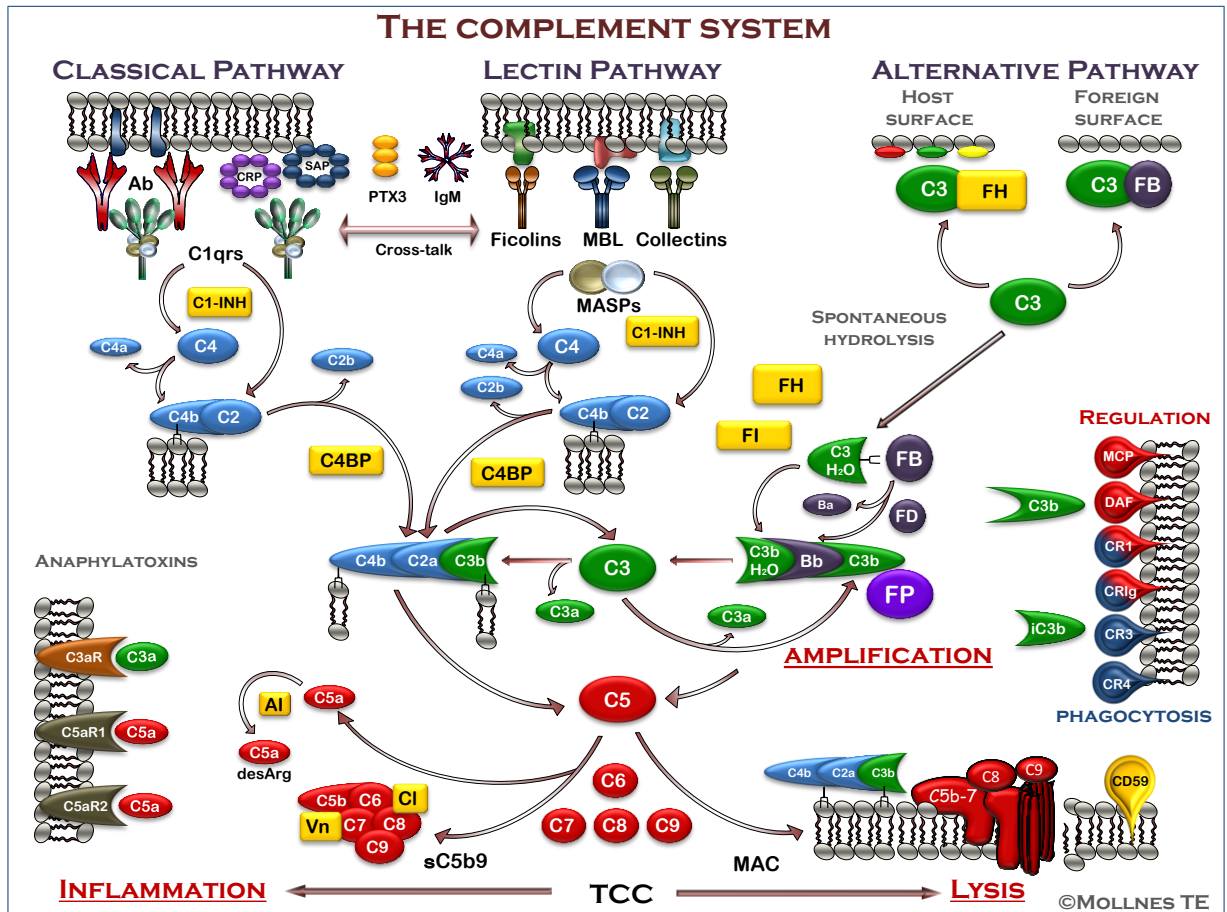 THE COMPLEMENT SYSTEM
CLASSICAL PATHWAY
LECTIN PATHWAY
ALTERNATIVE PATHWAY
HOST
SURFACE
FOREIGN
SURFACE
Ab
CRP
SAP
PTX3
IgM
Cross-talk
Ficolins
MBL
Collectins
C3
FH
C3
FB
C1qrs
C1-INH
MASPs
C1-INH
C3
SPONTANEOUS
HYDROLYSIS
C4a
C4
C2b
C4b
C2
C4a
C4
C2b
C4b
C2
C4BP
C4BP
FH
FI
C3
H2O
FB
Ba
FD
REGULATION
MCP
DAF
CR1
CRIg
CR3
CR4
C3b
iC3b
PHAGOCYTOSIS
C4b
C2a
C3b
C3
C3a
C3b
H2O
Bb
C3b
FP
C3a
AMPLIFICATION
ANAPHYLATOXINS
C3aR
C3a
C5aR1
C5a
C5aR2
C5a
C5
AI
C5a
C5a
desArg
C5b
C6
CI
Vn
C7
C8
C9
sC5b9
C6
C7
C8
C9
MAC
C4b
C2a
C3b
C5b-7
C8
C9
CD59
INFLAMMATION
TCC
LYSIS
©MOLLNES TE